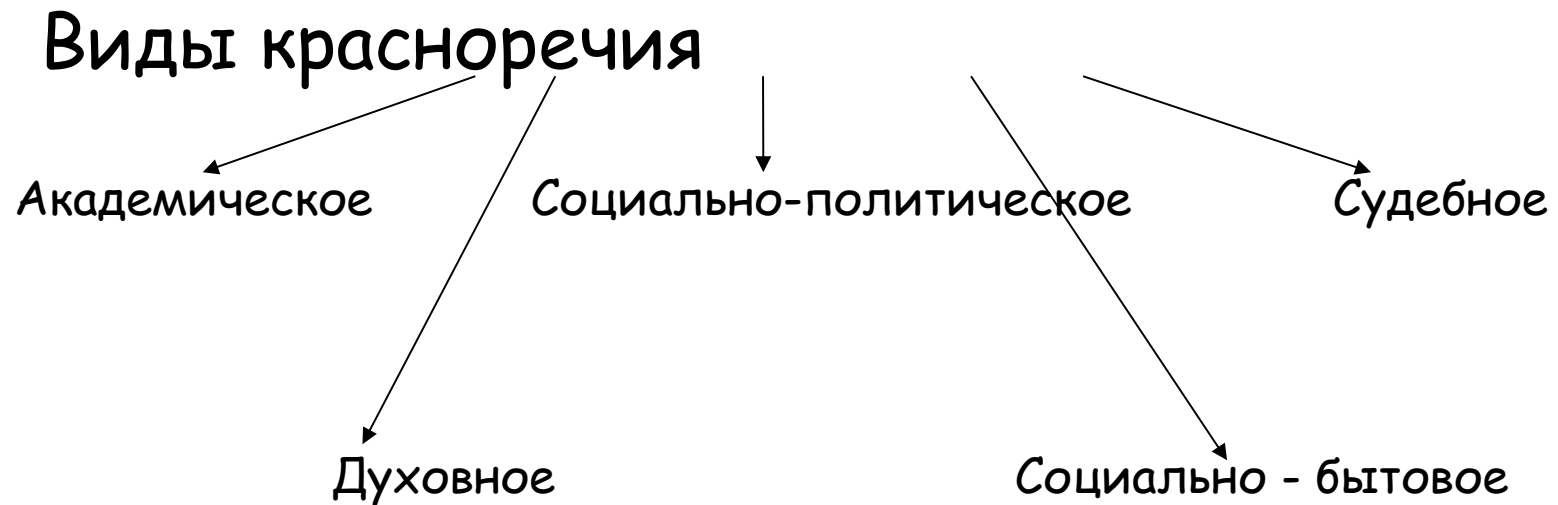 Виды красноречия
Академическое Социально-политическое Судебное
Духовное Социально - бытовое